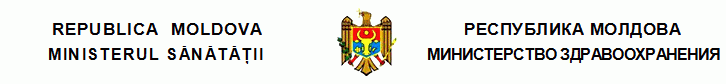 REPUBLICA MOLDOVA
MINISTERUL SĂNĂTĂȚII
РЕСПУБЛИКА МОЛДОВА
МИНИСТЕРСТВО ЗДРАВООХРАНЕНИЯ